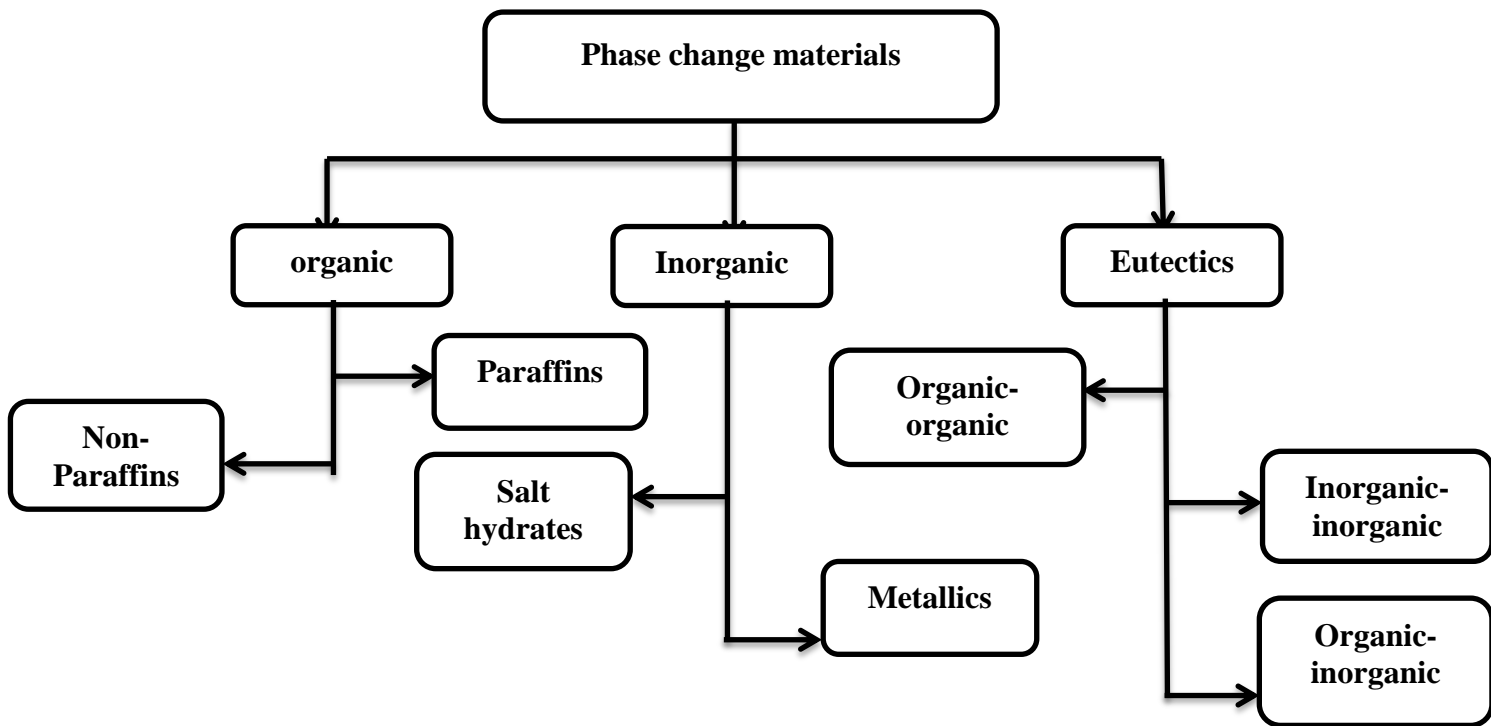 Phase change materials
organic
Inorganic
Eutectics
Paraffins
Non-
Paraffins
Salt
hydrates
Metallics
Organic-
organic
Inorganic-
inorganic
Organic-
inorganic